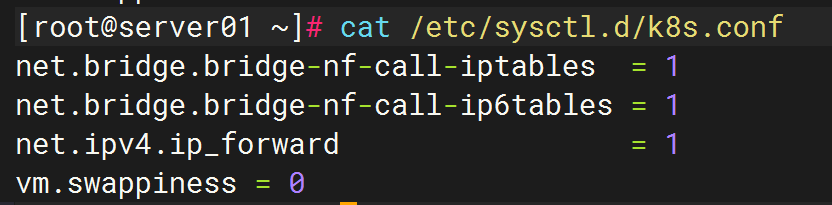 [root@server01 ~]# cat /etc/sysctl.d/k8s.conf
net.bridge.bridge-nf-call-iptables  = 1
net.bridge.bridge-nf-call-ip6tables = 1
net.ipv4.ip_forward                 = 1
vm.swappiness = 0